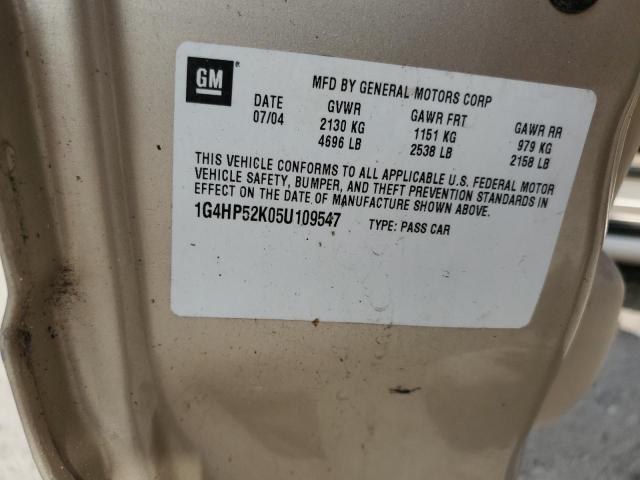 GM
MFD BY GENERAL MOTORS CORP
DATE GVWR GAWR FRT GAWR RR
07/04 2130 KG 1151 KG 979 KG
4696 LB 2538 LB 2158 LB
THIS VEHICLE CONFORMS TO ALL APPLICABLE U.S. FEDERAL MOTOR
VEHICLE SAFETY, BUMPER, AND THEFT PREVENTION STANDARDS IN
EFFECT ON THE DATE OF MANUFACTURE SHOWN ABOVE.
1G4HP52K05U109547 TYPE: PASS CAR